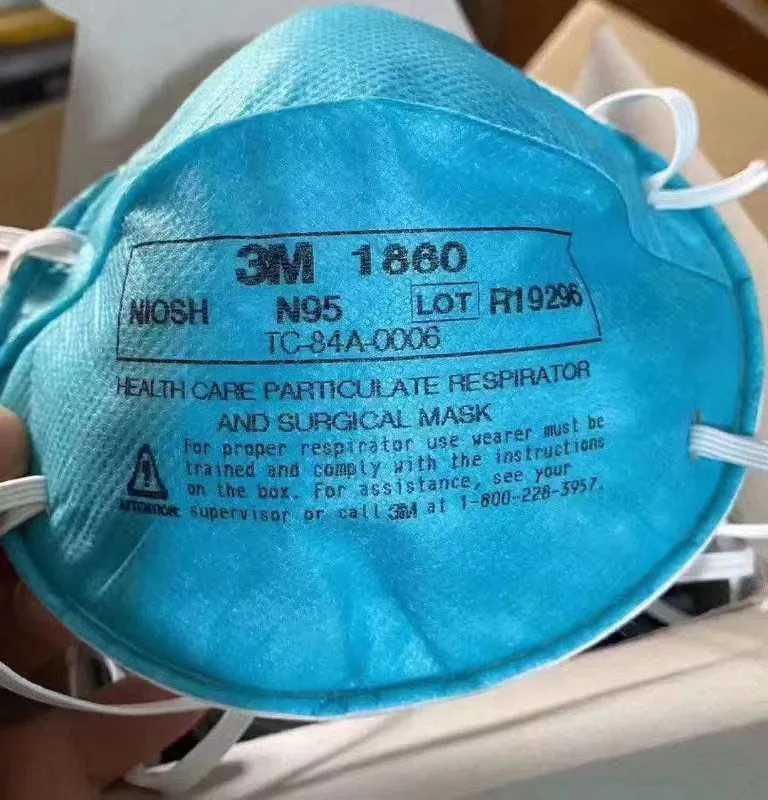 3M 1860
NIOSH N95 LOT R19296
TC-84A-0006
HEALTH CARE PARTICULATE RESPIRATOR
AND SURGICAL MASK
For proper respirator use wearer must be
trained and comply with the instructions
on the box. For assistance, see your
ATTENTION: supervisor or call 3M at 1-800-228-3957.